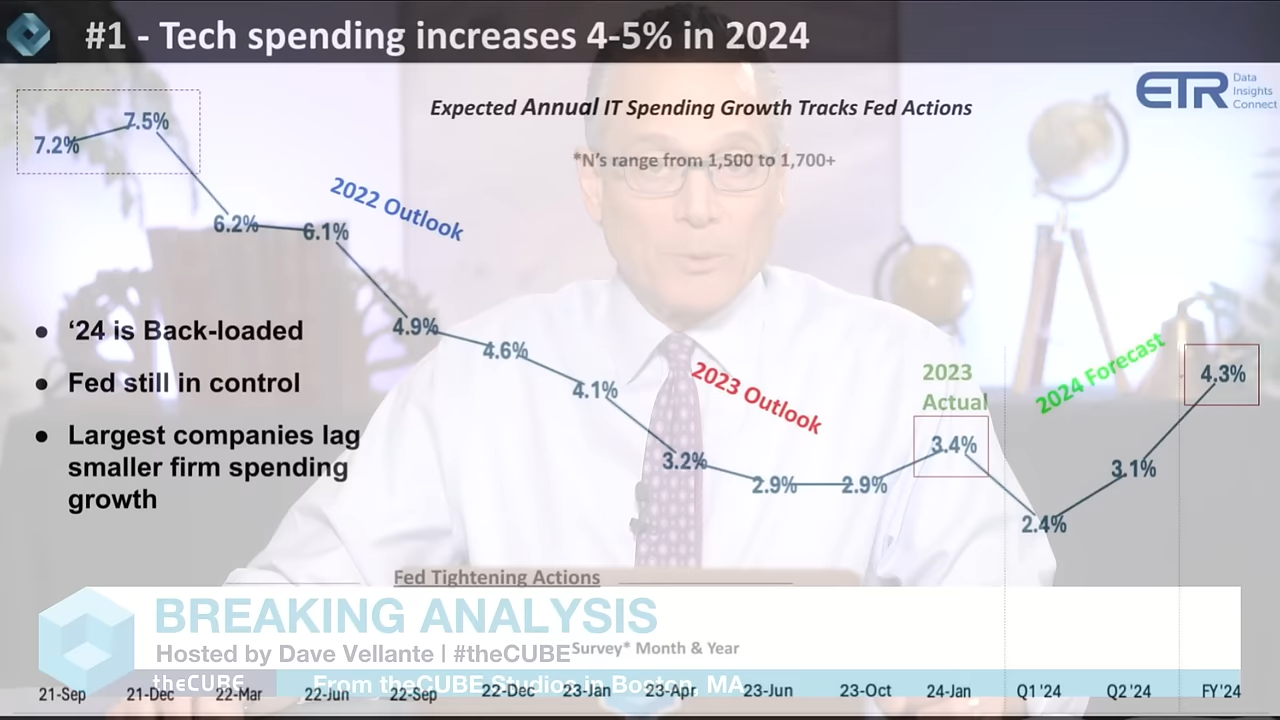 #1 - Tech spending increases 4-5% in 2024
ETR
Data
Insights
Connect
Expected Annual IT Spending Growth Tracks Fed Actions
*N's range from 1,500 to 1,700+
7.2%
7.5%
6.2%
6.1%
2022 Outlook
4.9%
4.6%
4.1%
3.2%
2.9%
2.9%
2023 Outlook
2023
Actual
3.4%
2024 Forecast
2.4%
3.1%
4.3%
● ‘24 is Back-loaded
● Fed still in control
● Largest companies lag
smaller firm spending
growth
Fed Tightening Actions
BREAKING ANALYSIS
Hosted by Dave Vellante | #theCUBE
Survey* Month & Year
theCUBE
From theCUBE Studios in Boston, MA
21-Sep 21-Dec 22-Mar 22-Jun 22-Sep 22-Dec 23-Jan 23-Apr 23-Jun 23-Oct 24-Jan Q1 '24 Q2 '24 FY'24